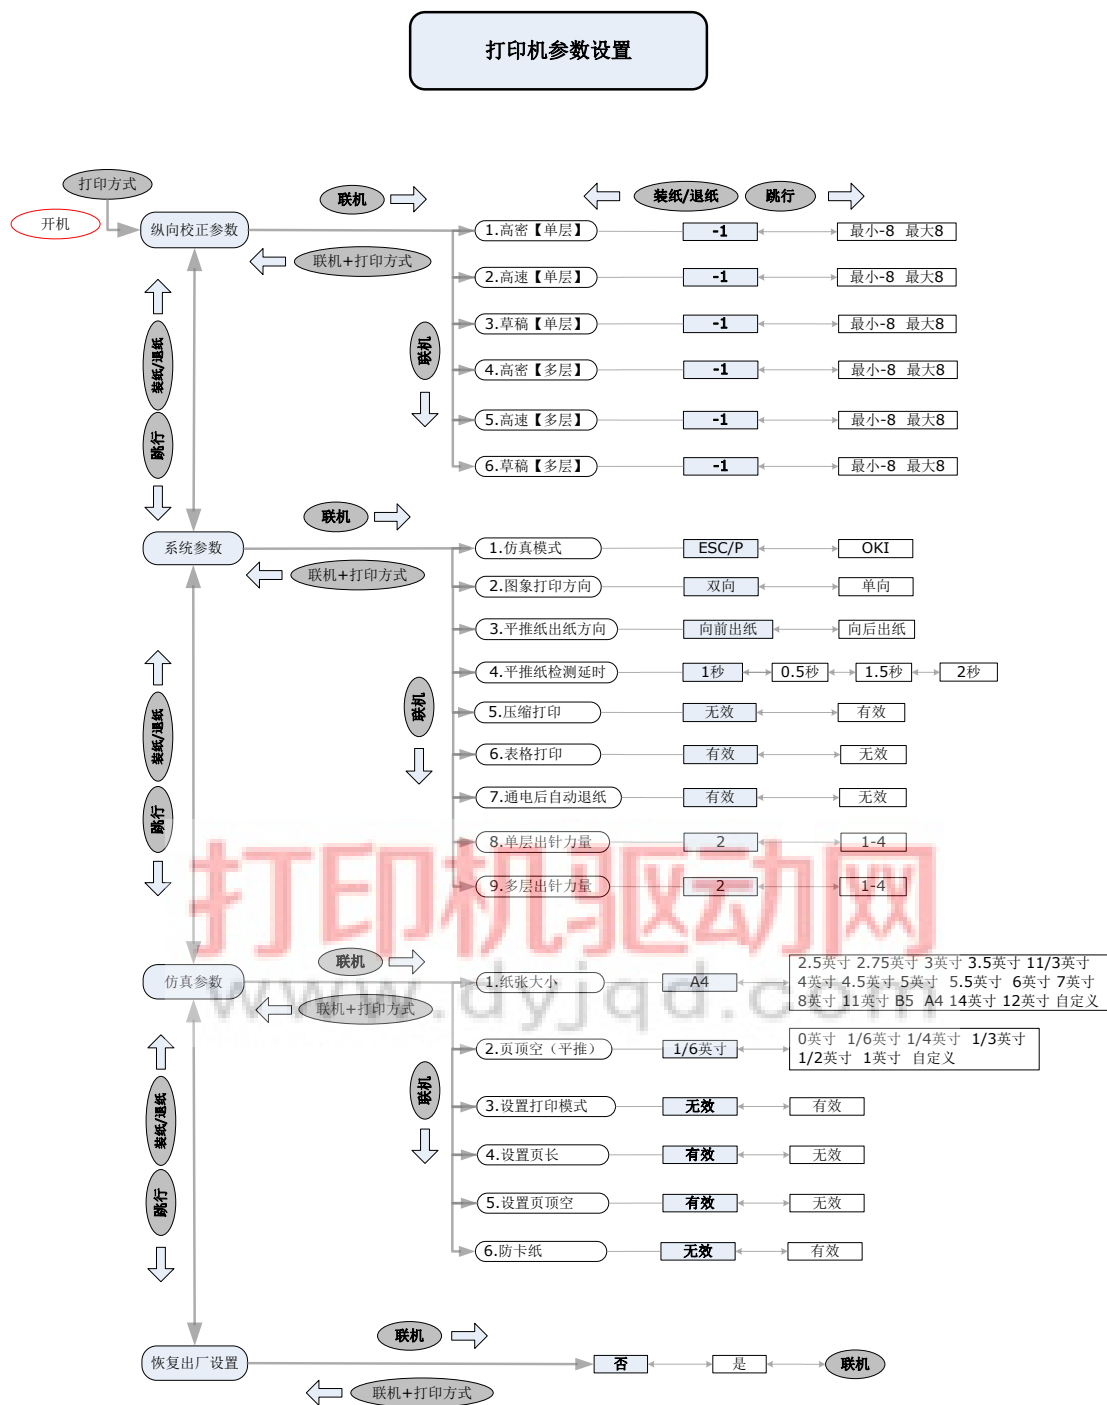 打印机参数设置
打印方式
开机
纵向校正参数
联机
装纸/退纸
跳行
联机+打印方式
1.高密【单层】
-1
最小-8 最大8
2.高速【单层】
-1
最小-8 最大8
3.草稿【单层】
-1
最小-8 最大8
4.高密【多层】
-1
最小-8 最大8
5.高速【多层】
-1
最小-8 最大8
6.草稿【多层】
-1
最小-8 最大8
联机
装纸/退纸
跳行
系统参数
联机
联机+打印方式
1.仿真模式
ESC/P
OKI
2.图象打印方向
双向
单向
3.平推纸出纸方向
向前出纸
向后出纸
4.平推纸检测延时
1秒
0.5秒
1.5秒
2秒
5.压缩打印
无效
有效
6.表格打印
有效
无效
7.通电后自动退纸
有效
无效
8.单层出针力量
2
1-4
9.多层出针力量
2
1-4
联机
装纸/退纸
跳行
打印机驱动网
www.dyjqd.com
仿真参数
联机
联机+打印方式
1.纸张大小
A4
2.5英寸 2.75英寸 3英寸 3.5英寸 11/3英寸
4英寸 4.5英寸 5英寸 5.5英寸 6英寸 7英寸
8英寸 11英寸 B5 A4 14英寸 12英寸 自定义
2.页顶空（平推）
1/6英寸
0英寸 1/6英寸 1/4英寸 1/3英寸
1/2英寸 1英寸 自定义
3.设置打印模式
无效
有效
4.设置页长
有效
无效
5.设置页顶空
有效
无效
6.防卡纸
无效
有效
联机
装纸/退纸
跳行
恢复出厂设置
联机
联机+打印方式
否
是
联机